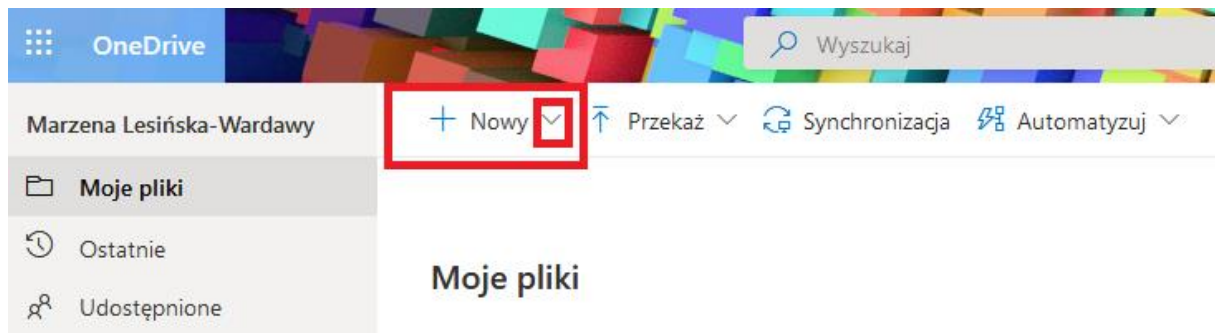 OneDrive
Wyszukaj
Marzena Lesińska-Wardawy
Nowy
Przekaż
Synchronizacja
Automatyzuj
Moje pliki
Ostatnie
Udostępnione
Moje pliki